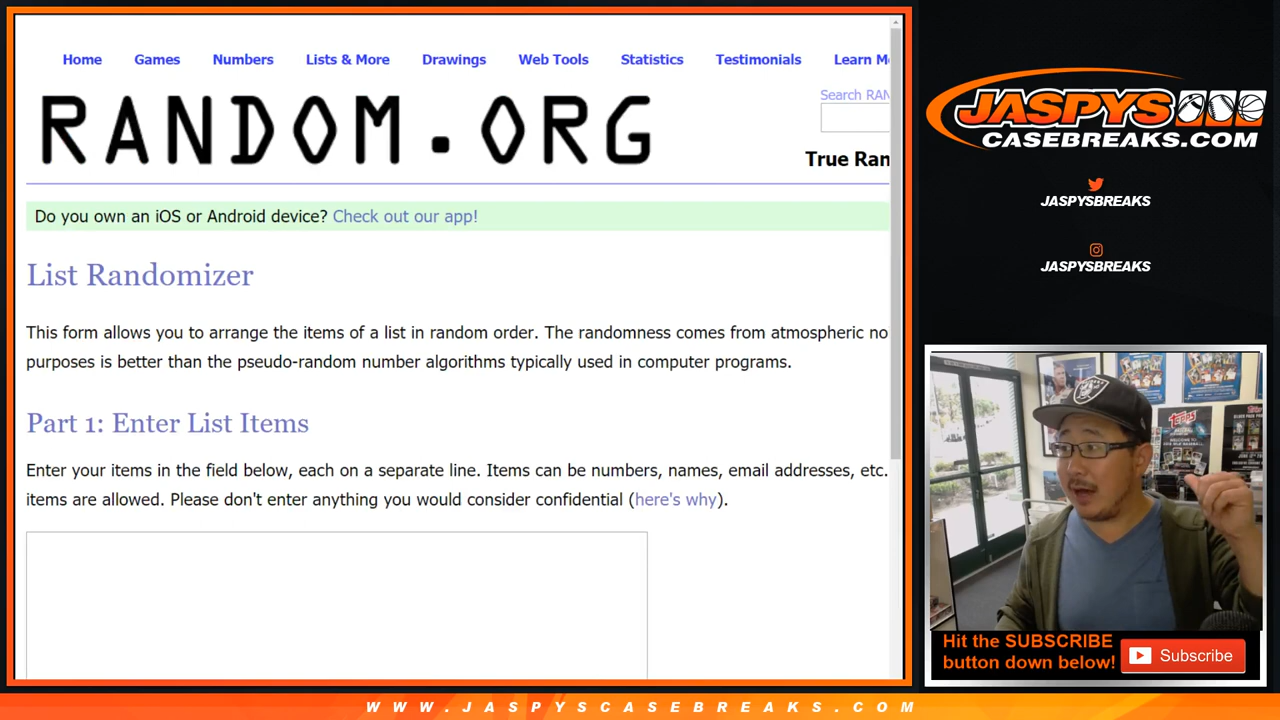 Home Games Numbers Lists & More Drawings Web Tools Statistics Testimonials Learn M
RANDOM.ORG
Search RAN
True Ran
Do you own an iOS or Android device? Check out our app!
List Randomizer
This form allows you to arrange the items of a list in random order. The randomness comes from atmospheric no
purposes is better than the pseudo-random number algorithms typically used in computer programs.
Part 1: Enter List Items
Enter your items in the field below, each on a separate line. Items can be numbers, names, email addresses, etc.
items are allowed. Please don't enter anything you would consider confidential (here's why).
JASPYS
CASEBREAKS.COM
JASPYSBREAKS
JASPYSBREAKS
TOPPS
Hit the SUBSCRIBE
button down below!
Subscribe
WWW.JASPYSCASEBREAKS.COM